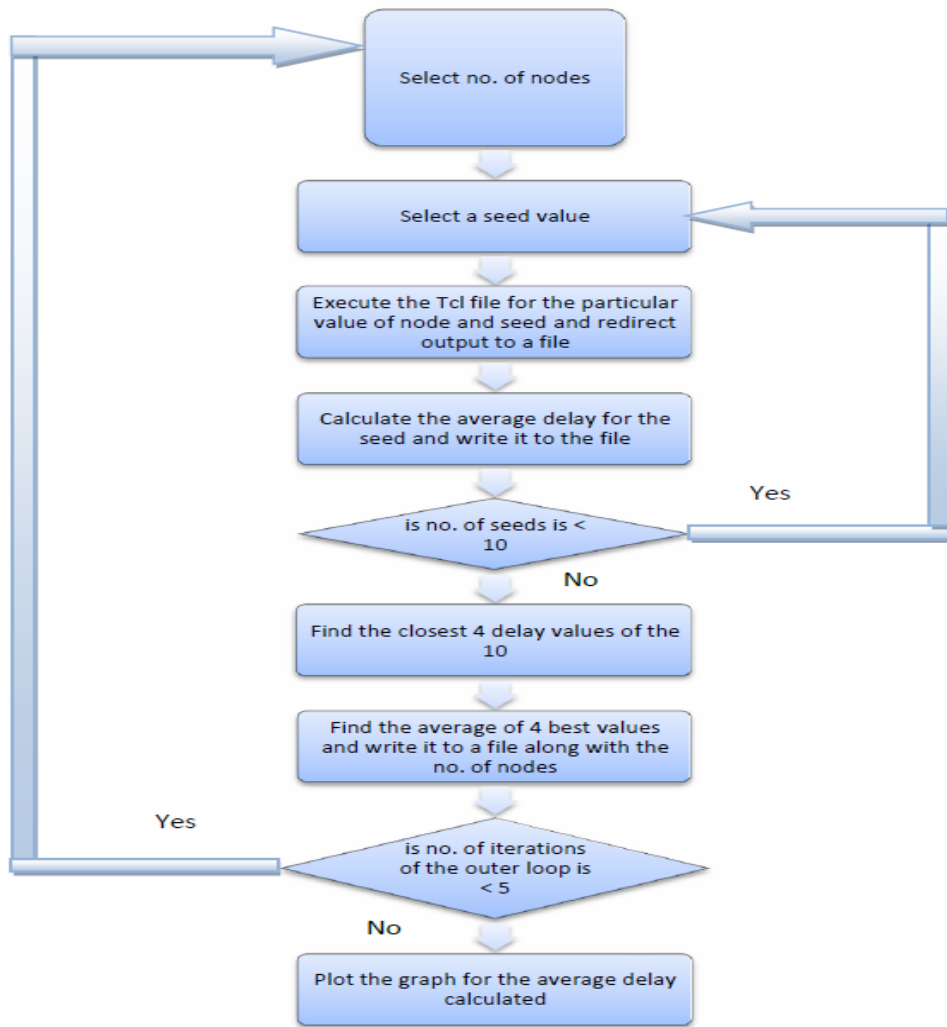 Select no. of nodes
Select a seed value
Execute the Tcl file for the particular
value of node and seed and redirect
output to a file
Calculate the average delay for the
seed and write it to the file
is no. of seeds is <
10
Yes
No
Find the closest 4 delay values of the
10
Find the average of 4 best values
and write it to a file along with the
no. of nodes
Yes
is no. of iterations
of the outer loop is
< 5
No
Plot the graph for the average delay
calculated